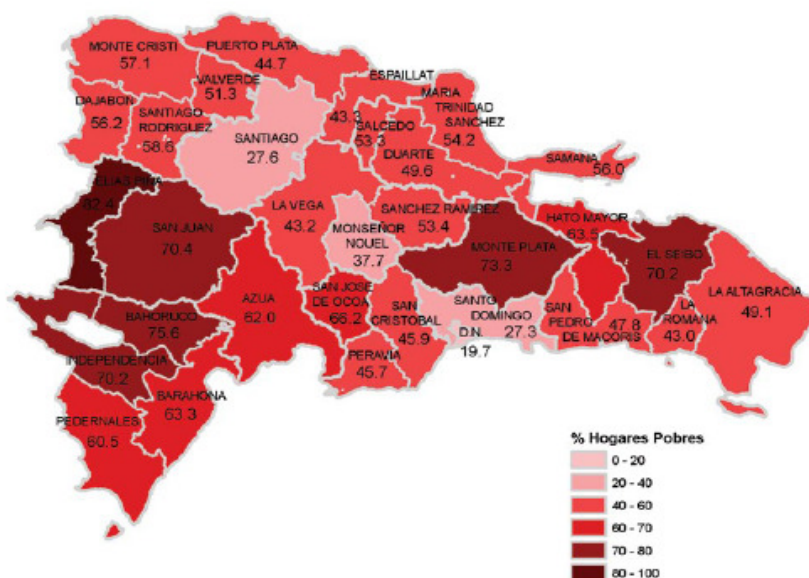 MONTE CRISTI
57.1
PUERTO PLATA
44.7
VALVERDE
51.3
ESPAILLAT
43.3
DAJABON
56.2
SANTIAGO
RODRIGUEZ
58.6
SANTIAGO
27.6
SALCEDO
53.3
MARIA
TRINIDAD
SANCHEZ
54.2
DUARTE
49.6
SAMANA
56.0
ELIAS PIÑA
82.4
SAN JUAN
70.4
LA VEGA
43.2
MONSEÑOR
NOUEL
37.7
SANCHEZ RAMIREZ
53.4
MONTE PLATA
73.3
HATO MAYOR
63.5
EL SEIBO
70.2
LA ALTAGRACIA
49.1
BAHORUCO
75.6
AZUA
62.0
SAN JOSE
DE OCOA
66.2
SAN
CRISTOBAL
45.9
SANTO
DOMINGO
27.3
D.N.
19.7
SAN
PEDRO
DE MACORIS
47.8
LA
ROMANA
43.0
INDEPENDENCIA
70.2
PERAVIA
45.7
BARAHONA
63.3
PEDERNALES
60.5
% Hogares Pobres
0 - 20
20 - 40
40 - 60
60 - 70
70 - 80
80 - 100